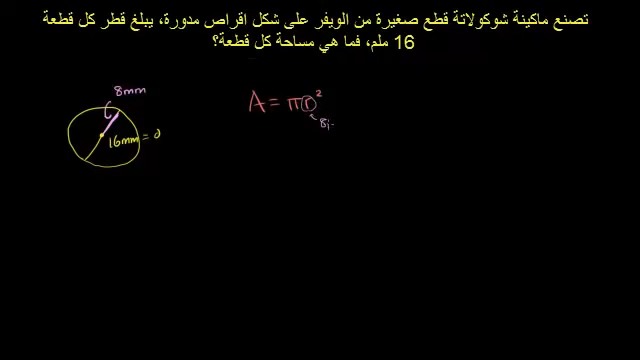 تصنع ماكينة شوكولاتة قطع صغيرة من الويفر على شكل اقراص مدورة، يبلغ قطر كل قطعة
16 ملم، فما هي مساحة كل قطعة؟
8mm
A = πr²
16mm = d